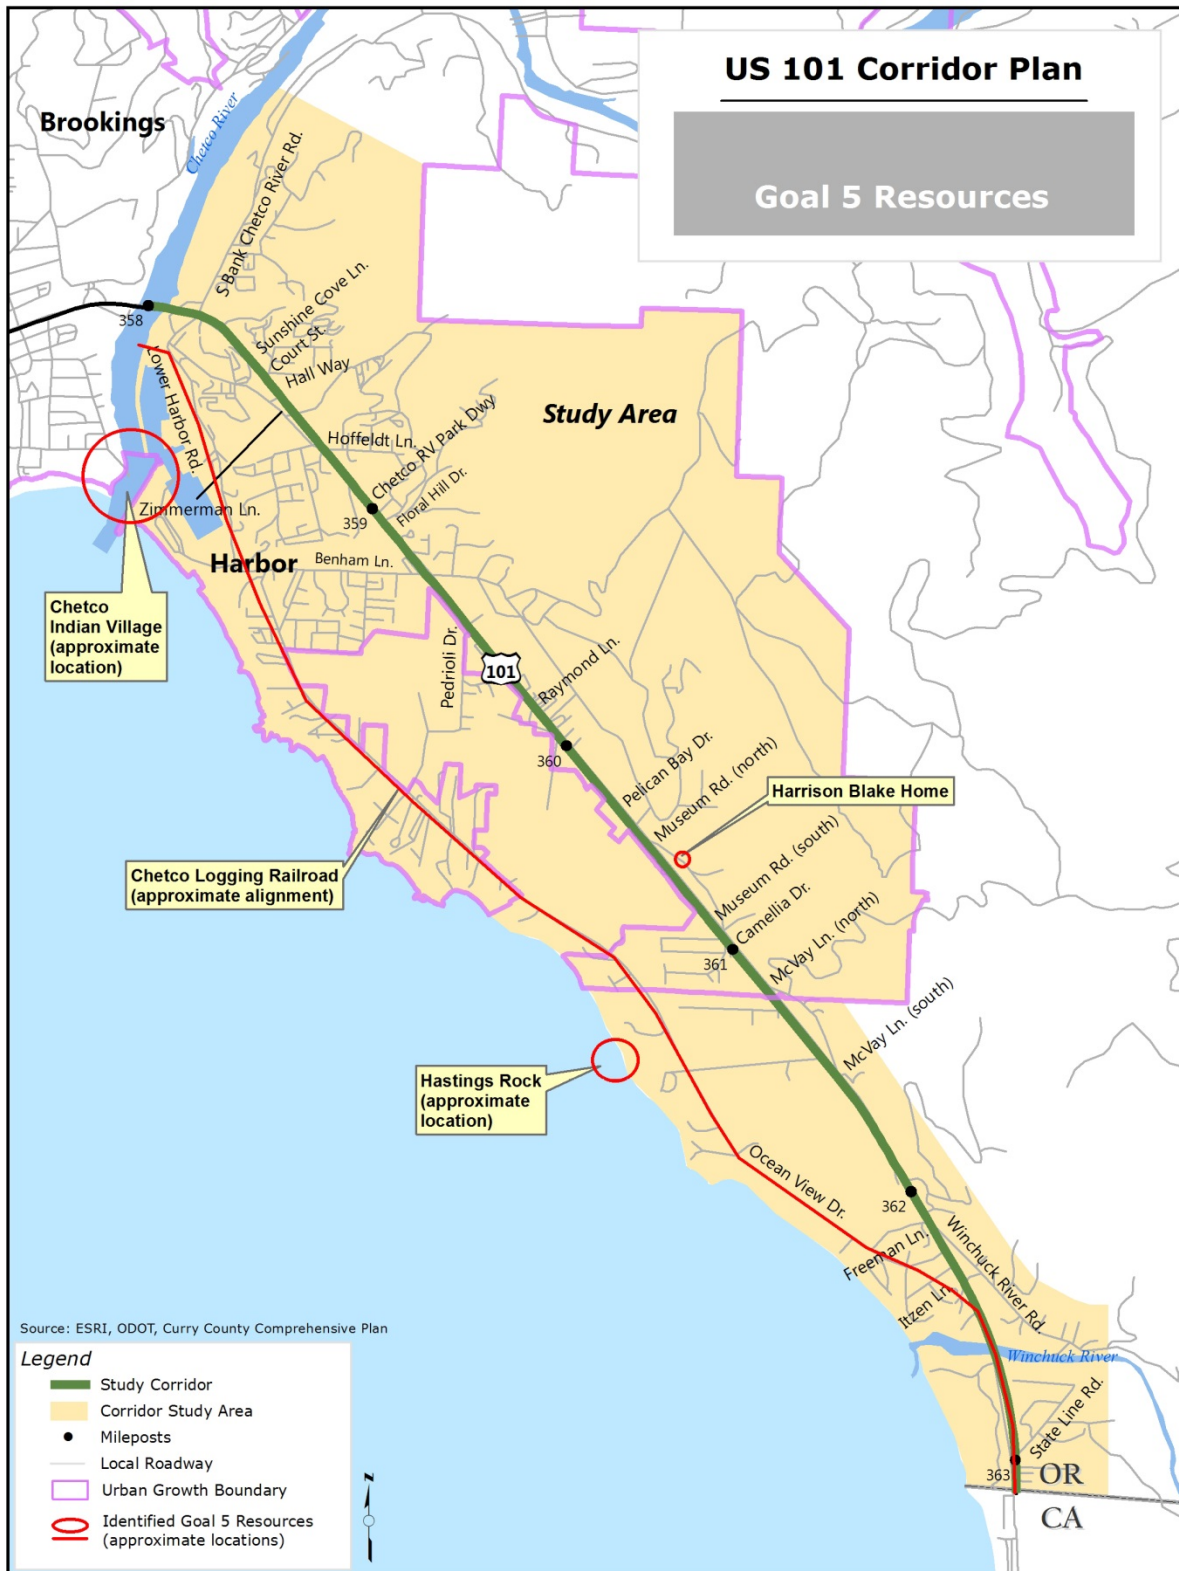 US 101 Corridor Plan
Goal 5 Resources
Brookings
Chetco River
S Bank Chetco River Rd.
358
Sunshine Cove Ln.
Court St.
Hall Way
Lower Harbor Rd.
Study Area
Hoffeldt Ln.
Chetco RV Park Dwy
Floral Hill Dr.
Zimmerman Ln.
359
Harbor
Benham Ln.
Chetco
Indian Village
(approximate
location)
Pedrioli Dr.
101
Raymond Ln.
360
Pelican Bay Dr.
Museum Rd. (north)
Harrison Blake Home
Chetco Logging Railroad
(approximate alignment)
Museum Rd. (south)
Camellia Dr.
361
McVay Ln. (north)
McVay Ln. (south)
Hastings Rock
(approximate
location)
Ocean View Dr.
362
Freeman Ln.
Winchuck River Rd.
Itzen Ln.
Winchuck River
State Line Rd.
363
OR
CA
Source: ESRI, ODOT, Curry County Comprehensive Plan
Legend
Study Corridor
Corridor Study Area
Mileposts
Local Roadway
Urban Growth Boundary
Identified Goal 5 Resources
(approximate locations)
N